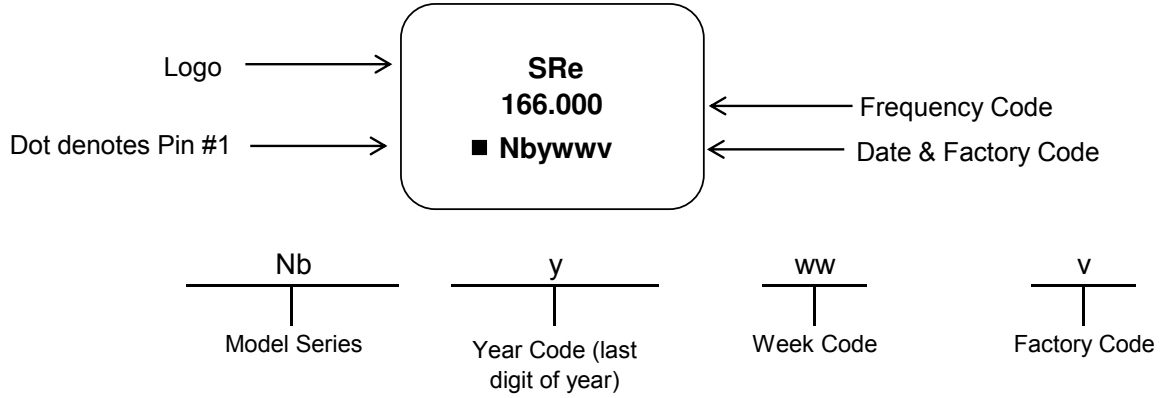 Logo
SRe
166.000
Frequency Code
Dot denotes Pin #1
■ Nbywwv
Date & Factory Code
Nb
y
ww
v
Model Series
Year Code (last
digit of year)
Week Code
Factory Code